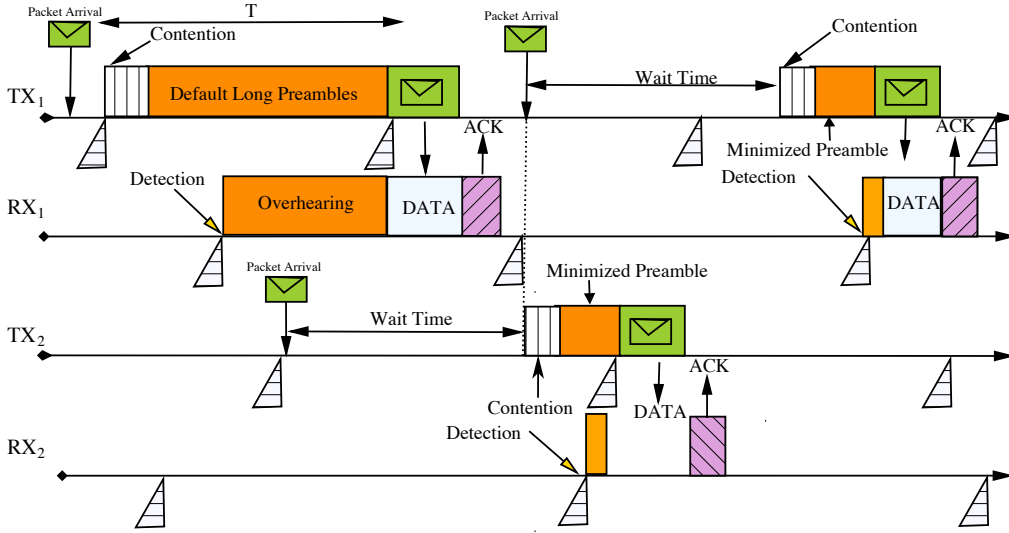 Packet Arrival
T
Contention
TX1
Default Long Preambles
ACK
Packet Arrival
Wait Time
Contention
Minimized Preamble
ACK
Detection
RX1
Overhearing
DATA
Detection
DATA
Packet Arrival
Wait Time
Minimized Preamble
TX2
Contention
DATA
ACK
Detection
RX2